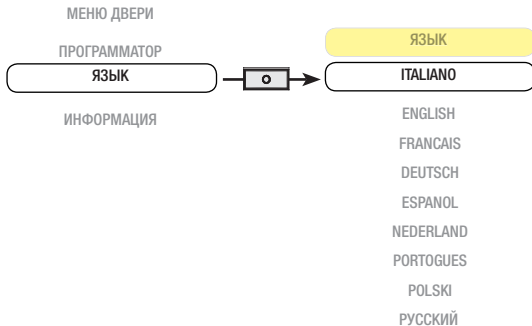 МЕНЮ ДВЕРИ
ПРОГРАММАТОР
ЯЗЫК
ИНФОРМАЦИЯ
ЯЗЫК
ITALIANO
ENGLISH
FRANCAIS
DEUTSCH
ESPANOL
NEDERLAND
PORTOGUES
POLSKI
РУССКИЙ